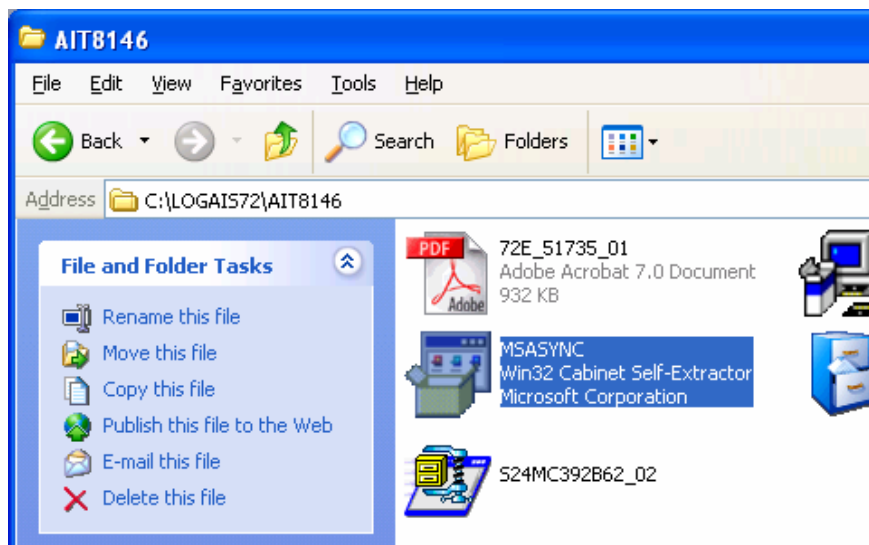 AIT8146
File Edit View Favorites Tools Help
Back Search Folders
Address C:\LOGAIS72\AIT8146
File and Folder Tasks
Rename this file
Move this file
Copy this file
Publish this file to the Web
E-mail this file
Delete this file
PDF
Adobe
72E_51735_01
Adobe Acrobat 7.0 Document
932 KB
MSASYNC
Win32 Cabinet Self-Extractor
Microsoft Corporation
S24MC392B62_02